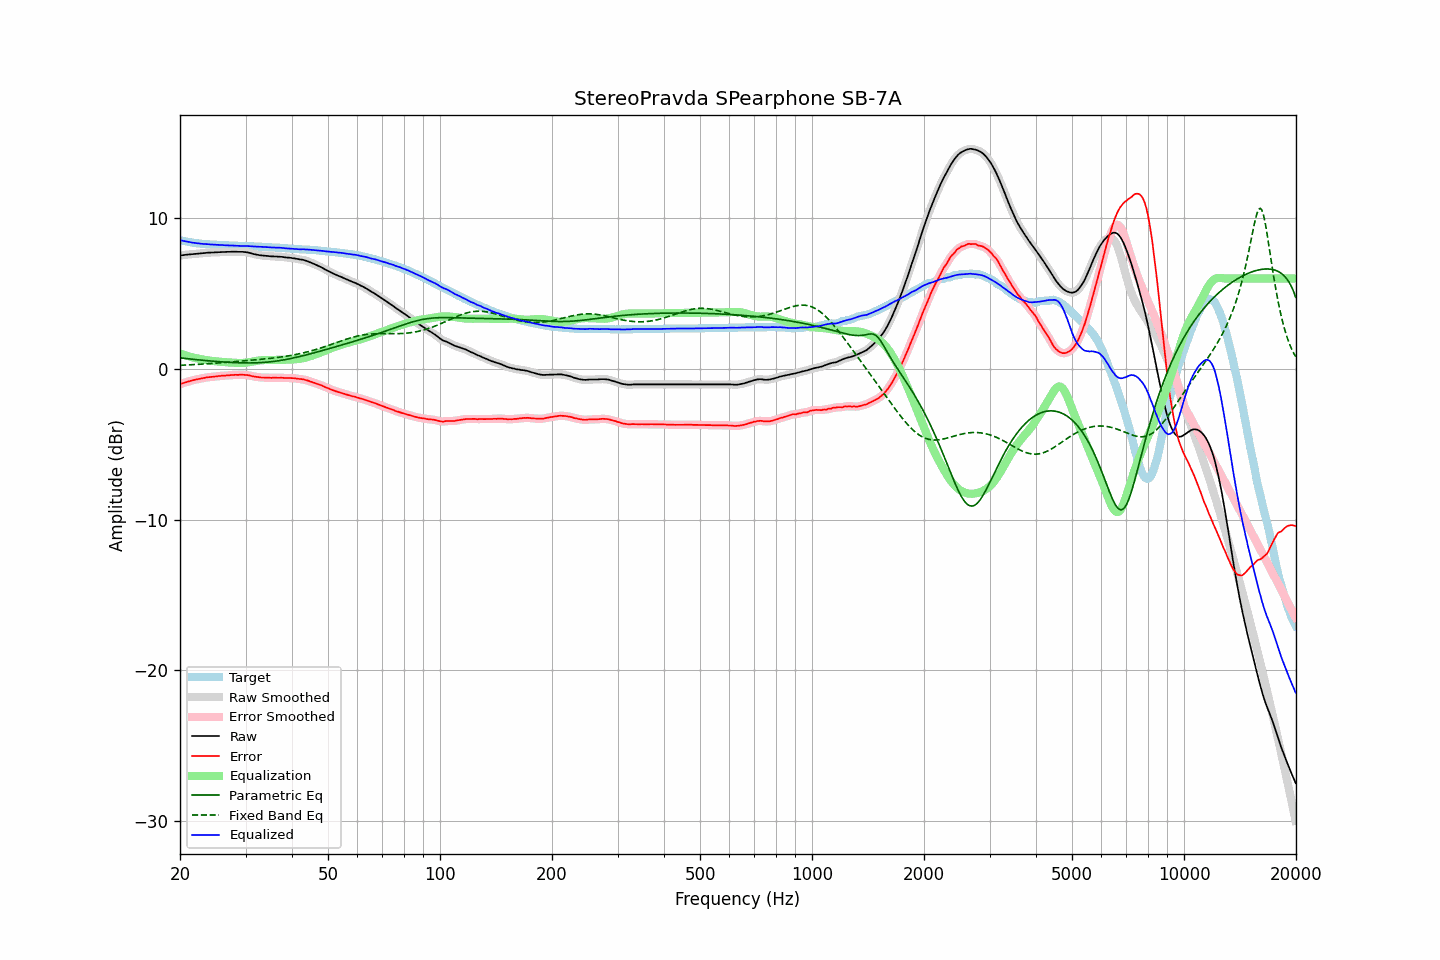 StereoPravda SPearphone SB-7A
Amplitude (dBr)
10
0
−10
−20
−30
Target
Raw Smoothed
Error Smoothed
Raw
Error
Equalization
Parametric Eq
Fixed Band Eq
Equalized
20 50 100 200 500 1000 2000 5000 10000 20000
Frequency (Hz)